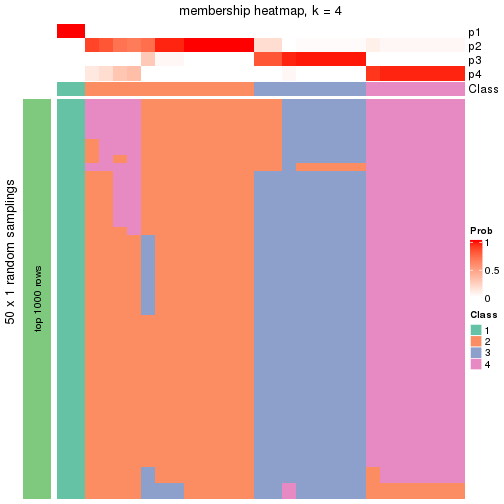 membership heatmap, k = 4
p1
p2
p3
p4
Class
50 x 1 random samplings
top 1000 rows
Prob
1
0.5
0
Class
1
2
3
4